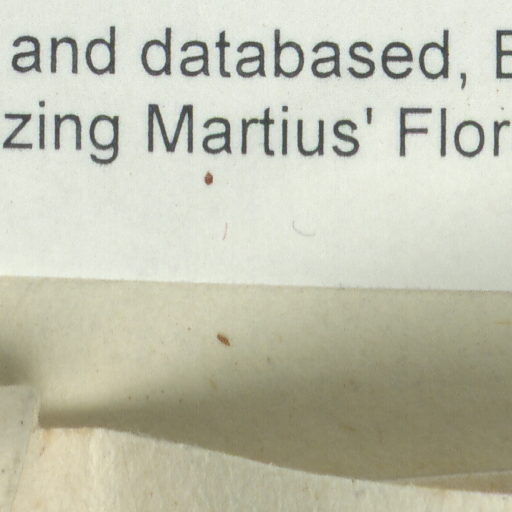 and databased, B
zing Martius' Flor